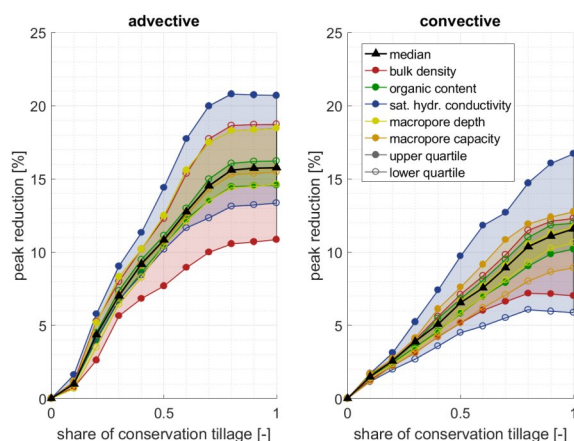 advective
convective
25
20
15
10
5
0
peak reduction [%]
0
0.5
1
share of conservation tillage [-]
25
20
15
10
5
0
peak reduction [%]
0
0.5
1
share of conservation tillage [-]
median
bulk density
organic content
sat. hydr. conductivity
macropore depth
macropore capacity
upper quartile
lower quartile